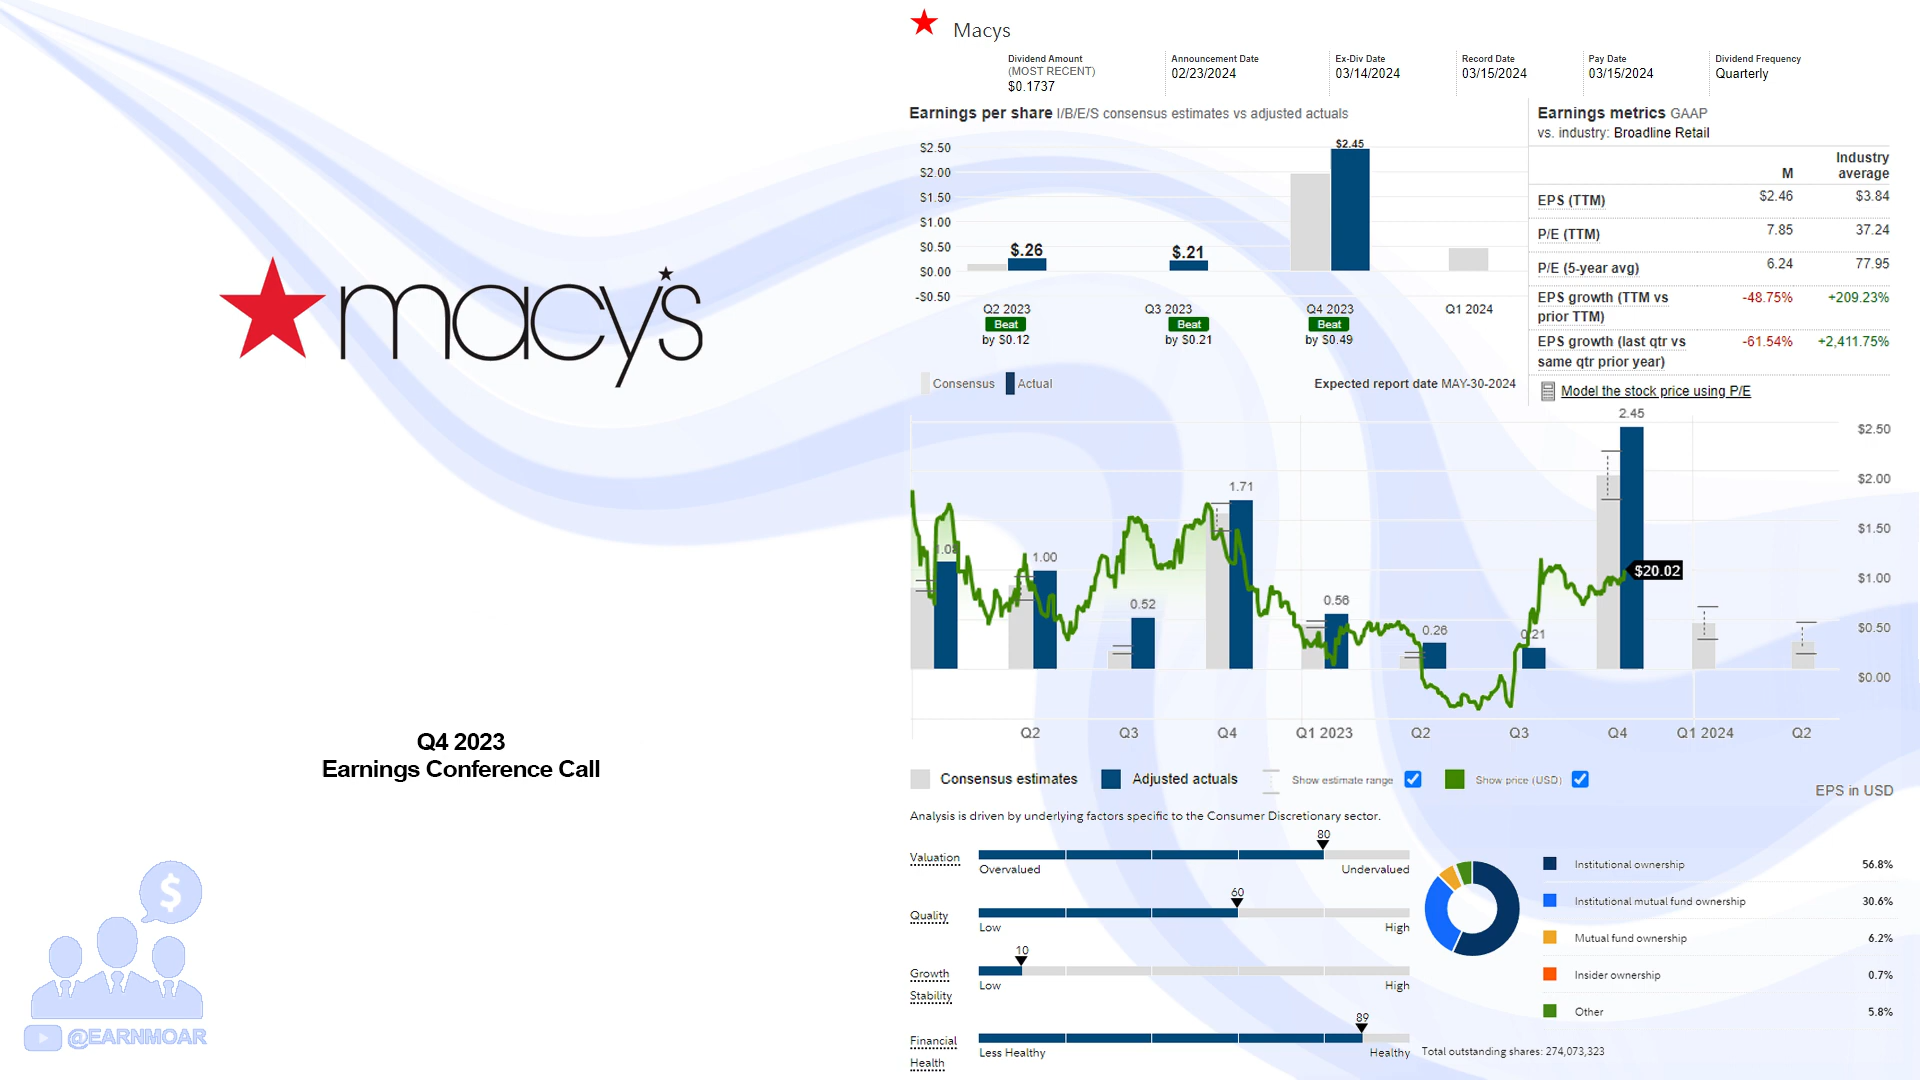 macy's
Q4 2023
Earnings Conference Call
$
@EARNMOAR
Macys
Dividend Amount
(MOST RECENT)
$0.1737
Announcement Date
02/23/2024
Ex-Div Date
03/14/2024
Record Date
03/15/2024
Pay Date
03/15/2024
Dividend Frequency
Quarterly
Earnings per share I/B/E/S consensus estimates vs adjusted actuals
$2.50
$2.00
$1.50
$1.00
$0.50
$0.00
-$0.50
$.26
$.21
$2.45
Q2 2023
Beat
by $0.12
Q3 2023
Beat
by $0.21
Q4 2023
Beat
by $0.49
Q1 2024
Consensus
Actual
Expected report date MAY-30-2024
Earnings metrics GAAP
vs. industry: Broadline Retail
M
Industry
average
EPS (TTM) $2.46 $3.84
P/E (TTM) 7.85 37.24
P/E (5-year avg) 6.24 77.95
EPS growth (TTM vs
prior TTM) -48.75% +209.23%
EPS growth (last qtr vs
same qtr prior year) -61.54% +2,411.75%
Model the stock price using P/E
1.00
0.52
1.71
0.56
0.26
0.21
2.45
$20.02
$2.50
$2.00
$1.50
$1.00
$0.50
$0.00
Q2
Q3
Q4
Q1 2023
Q2
Q3
Q4
Q1 2024
Q2
Consensus estimates
Adjusted actuals
Show estimate range
Show price (USD)
EPS in USD
Analysis is driven by underlying factors specific to the Consumer Discretionary sector.
Valuation
80
Overvalued
Undervalued
Quality
60
Low
High
Growth
Stability
10
Low
High
Financial
Health
89
Less Healthy
Healthy
Institutional ownership 56.8%
Institutional mutual fund ownership 30.6%
Mutual fund ownership 6.2%
Insider ownership 0.7%
Other 5.8%
Total outstanding shares: 274,073,323